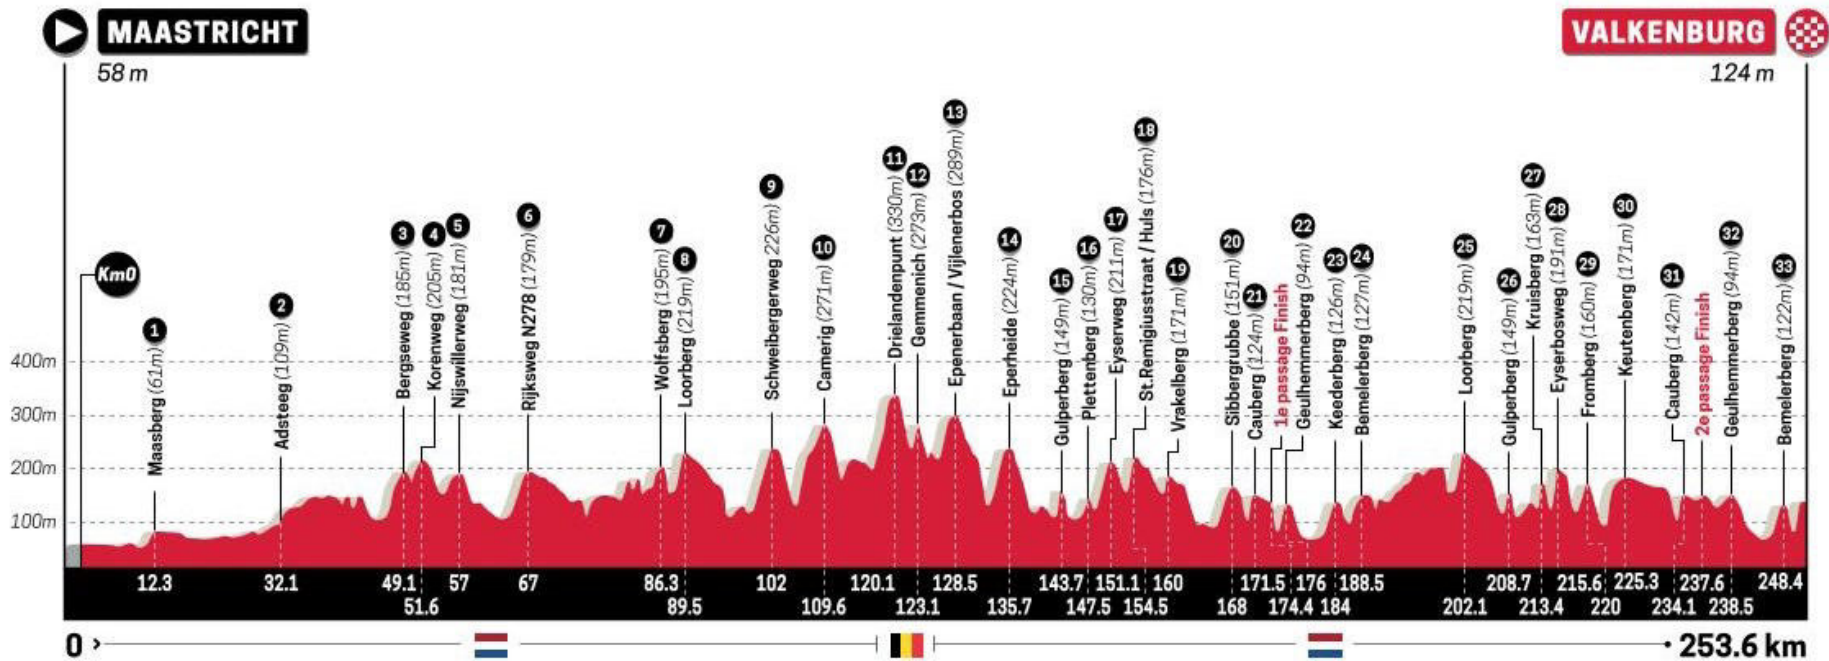 MAASTRICHT
58 m
VALKENBURG
124 m
Km0
400m
300m
200m
100m
1 Maasberg (61m)
2 Adsteeg (109m)
3 Bergseweg (185m)
4 Korenweg (205m)
5 Nijswillerweg (181m)
6 Rijksweg N278 (179m)
7 Wolfsberg (195m)
8 Loorberg (219m)
9 Schweibergerweg 226m)
10 Camerig (271m)
11 Drielandenpunt (330m)
12 Gemmenich (273m)
13 Epenerbaan / Vijlenerbos (289m)
14 Eperheide (224m)
15 Gulperberg (149m)
16 Plettenberg (130m)
17 Eyserweg (211m)
18 St.Remigiusstraat / Huls (176m)
19 Vrakelberg (171m)
20 Sibbergrubbe (151m)
21 Cauberg (124m)
1e passage Finish
22 Geulhemmerberg (94m)
23 Keederberg (126m)
24 Bemelerberg (127m)
25 Loorberg (219m)
26 Gulperberg (149m)
27 Kruisberg (163m)
28 Eyserbosweg (191m)
29 Fromberg (160m)
30 Keutenberg (171m)
31 Cauberg (142m)
2e passage Finish
32 Geulhemmerberg (94m)
33 Bemelerberg (122m)
12.3 32.1 49.1 57 67 86.3 102 120.1 128.5 143.7 151.1 160 171.5 176 188.5 208.7 215.6 225.3 237.6 248.4
51.6 89.5 109.6 123.1 135.7 147.5 154.5 168 174.4 184 202.1 213.4 220 234.1 238.5
0 > 253.6 km